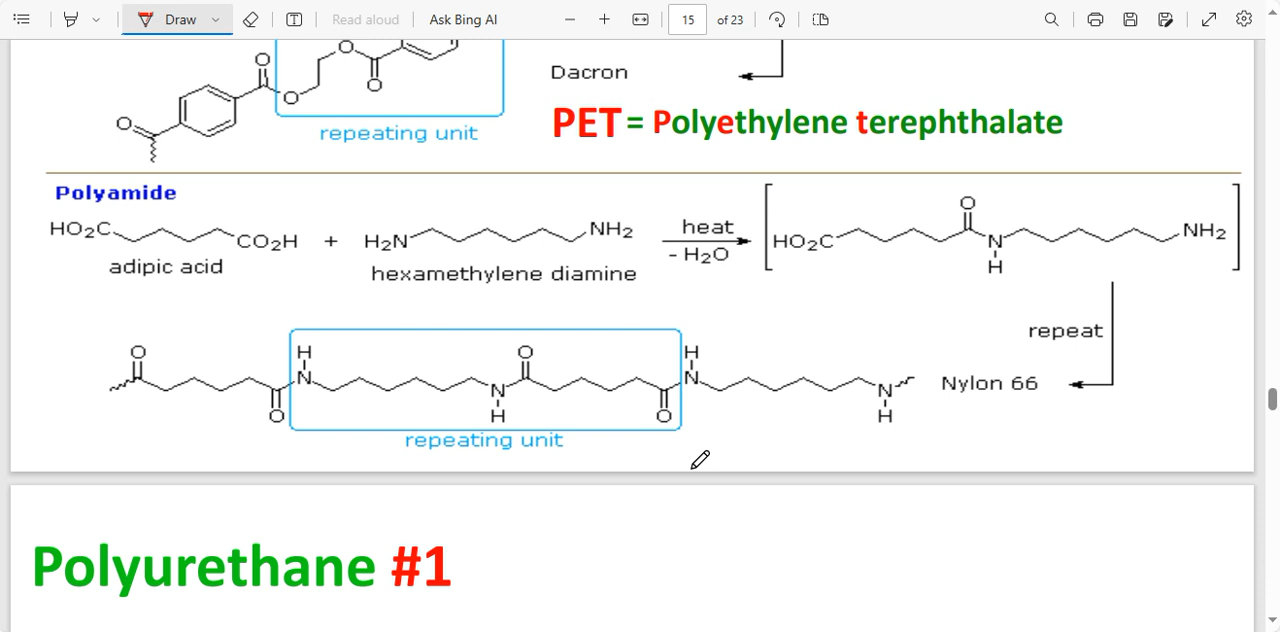 Draw
Read aloud
Ask Bing AI
15
of 23
O
O
O
O
O
Dacron
repeating unit
PET = Polyethylene terephthalate
Polyamide
HO2C
CO2H
+
H2N
NH2
heat
- H2O
HO2C
O
N
H
NH2
adipic acid
hexamethylene diamine
repeat
O
O
H
N
N
H
O
O
H
N
N
H
Nylon 66
repeating unit
Polyurethane #1